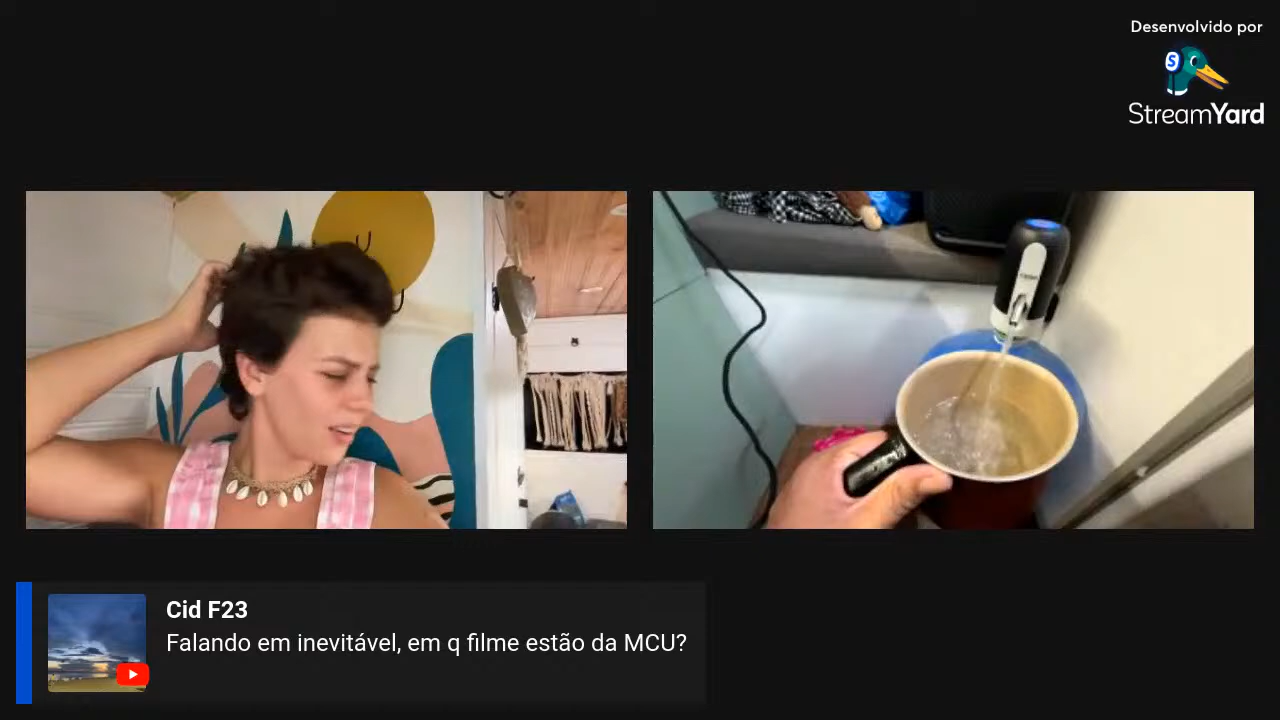 Desenvolvido por
StreamYard
Cid F23
Falando em inevitável, em q filme estão da MCU?